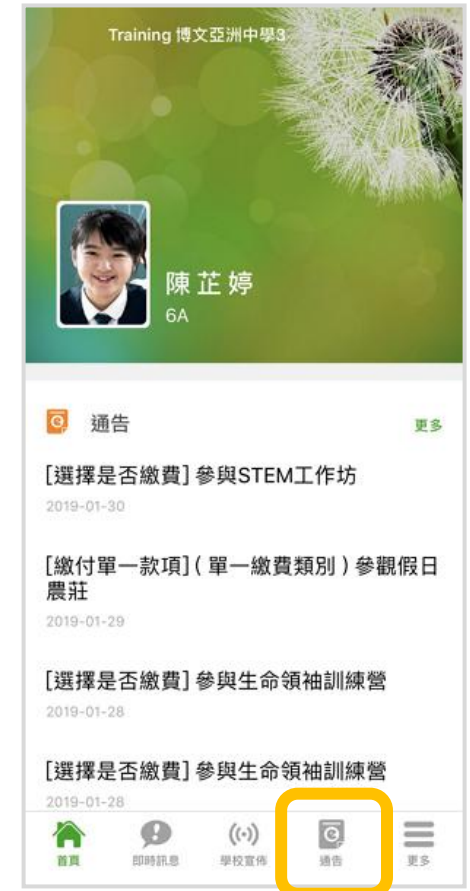 Training 博文亞洲中學3
陳芷婷
6A
通告
更多
[選擇是否繳費] 參與STEM工作坊
2019-01-30
[繳付單一款項] ( 單一繳費類別 ) 參觀假日
農莊
2019-01-29
[選擇是否繳費] 參與生命領袖訓練營
2019-01-28
[選擇是否繳費] 參與生命領袖訓練營
2019-01-28
首頁
即時訊息
學校宣佈
通告
更多